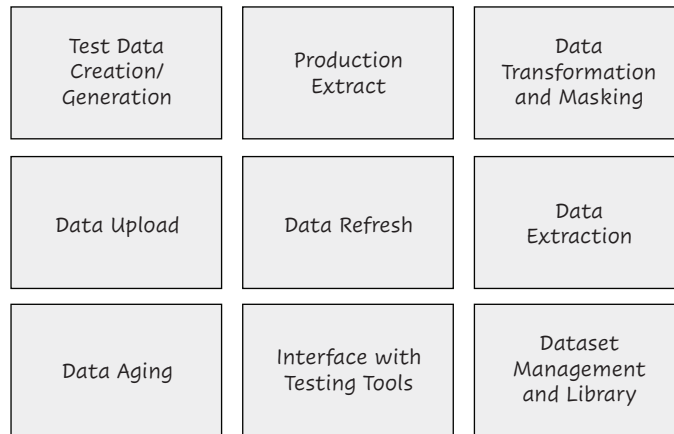 Test Data
Creation/
Generation
Production
Extract
Data
Transformation
and Masking
Data Upload
Data Refresh
Data
Extraction
Data Aging
Interface with
Testing Tools
Dataset
Management
and Library